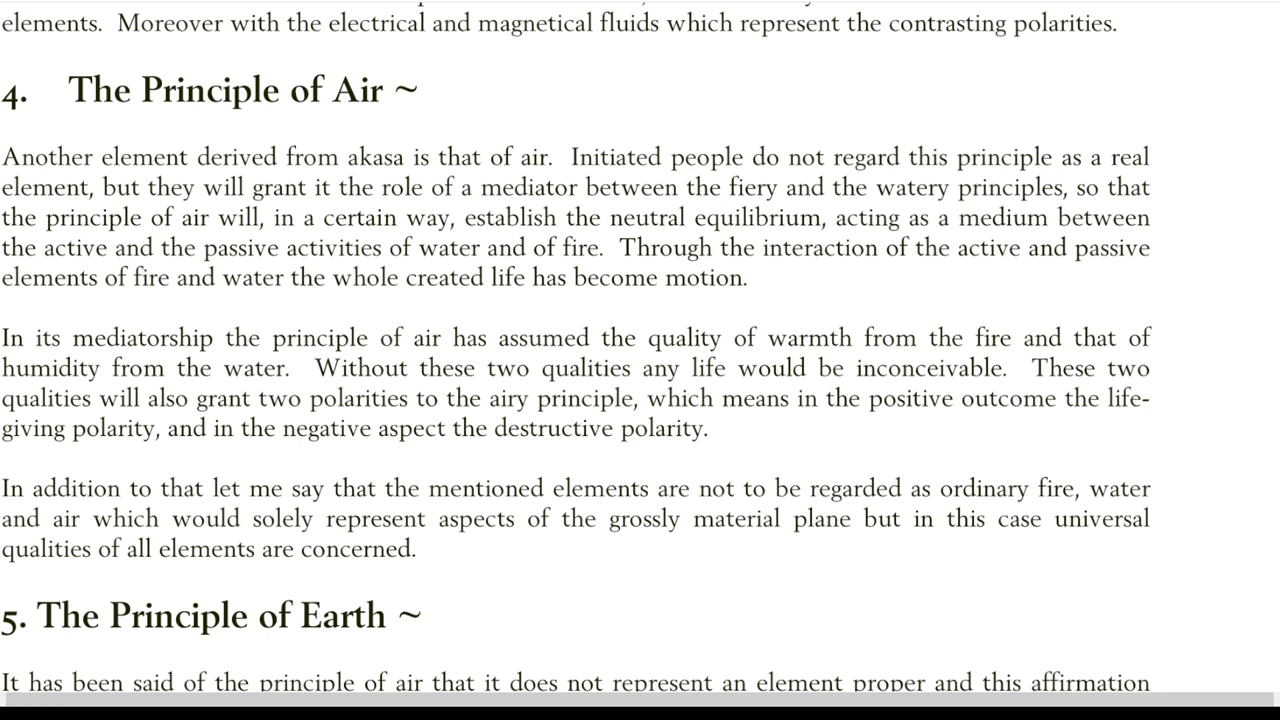 elements. Moreover with the electrical and magnetical fluids which represent the contrasting polarities.
4. The Principle of Air ~
Another element derived from akasa is that of air. Initiated people do not regard this principle as a real
element, but they will grant it the role of a mediator between the fiery and the watery principles, so that
the principle of air will, in a certain way, establish the neutral equilibrium, acting as a medium between
the active and the passive activities of water and of fire. Through the interaction of the active and passive
elements of fire and water the whole created life has become motion.
In its mediatorship the principle of air has assumed the quality of warmth from the fire and that of
humidity from the water. Without these two qualities any life would be inconceivable. These two
qualities will also grant two polarities to the airy principle, which means in the positive outcome the life-
giving polarity, and in the negative aspect the destructive polarity.
In addition to that let me say that the mentioned elements are not to be regarded as ordinary fire, water
and air which would solely represent aspects of the grossly material plane but in this case universal
qualities of all elements are concerned.
5. The Principle of Earth ~
It has been said of the principle of air that it does not represent an element proper and this affirmation